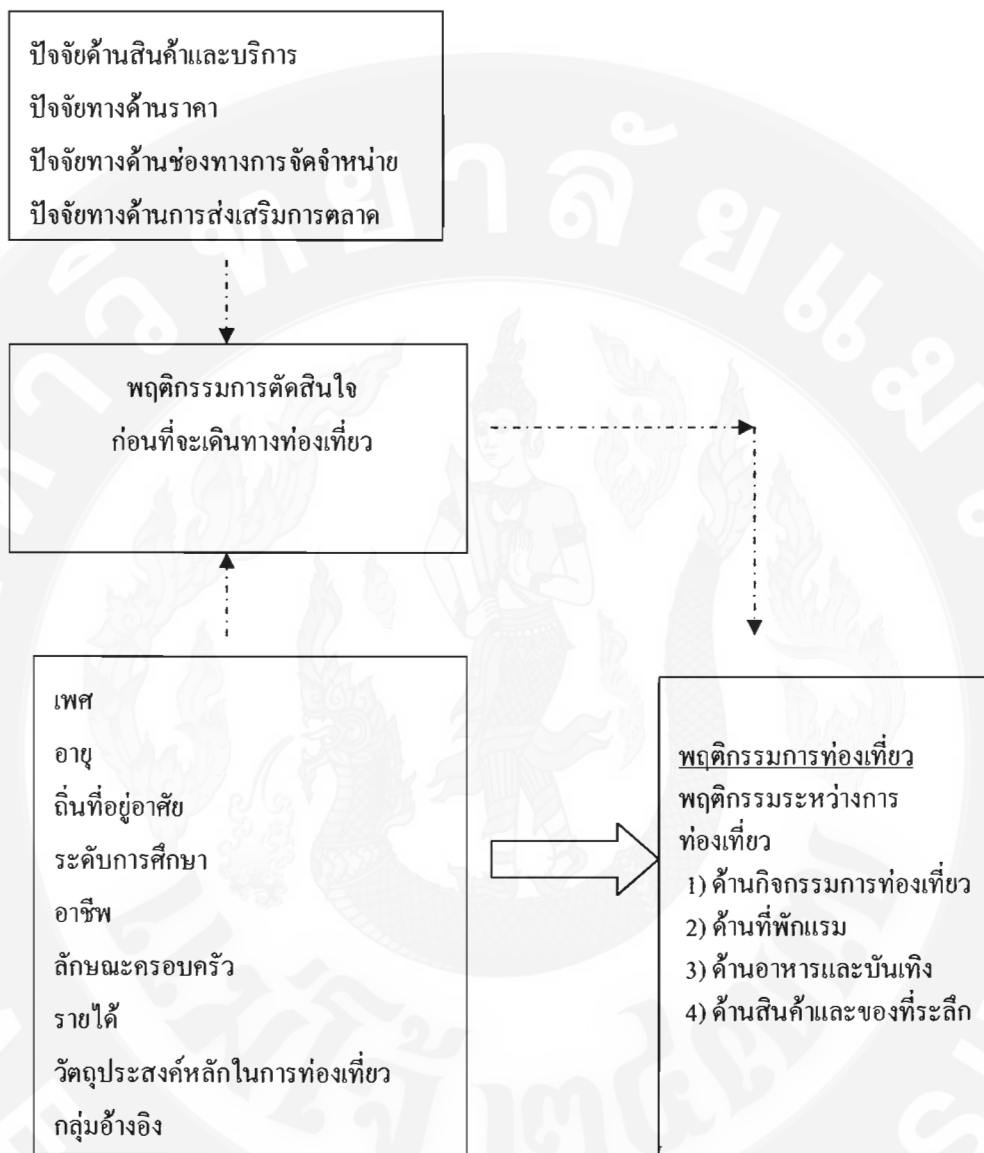 ปัจจัยด้านสินค้าและบริการ
ปัจจัยทางด้านราคา
ปัจจัยทางด้านช่องทางการจัดจำหน่าย
ปัจจัยทางด้านการส่งเสริมการตลาด
พฤติกรรมการตัดสินใจ
ก่อนที่จะเดินทางท่องเที่ยว
เพศ
อายุ
ถิ่นที่อยู่อาศัย
ระดับการศึกษา
อาชีพ
ลักษณะครอบครัว
รายได้
วัตถุประสงค์หลักในการท่องเที่ยว
กลุ่มอ้างอิง
พฤติกรรมการท่องเที่ยว
พฤติกรรมระหว่างการ
ท่องเที่ยว
1) ด้านกิจกรรมการท่องเที่ยว
2) ด้านที่พักแรม
3) ด้านอาหารและบันเทิง
4) ด้านสินค้าและของที่ระลึก